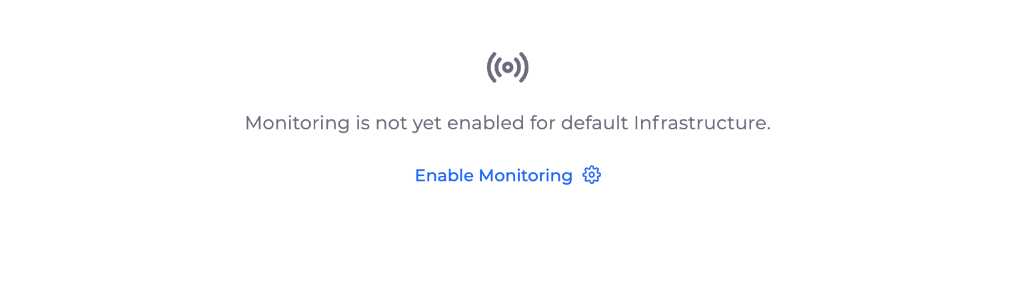 Monitoring is not yet enabled for default Infrastructure.
Enable Monitoring